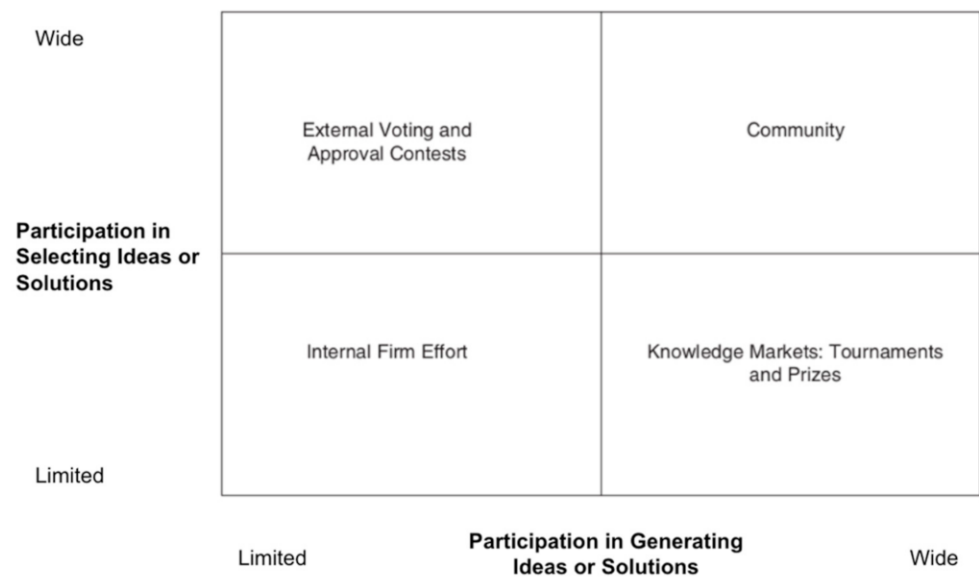 Wide
External Voting and
Approval Contests
Community
Participation in
Selecting Ideas or
Solutions
Internal Firm Effort
Knowledge Markets: Tournaments
and Prizes
Limited
Limited
Participation in Generating
Ideas or Solutions
Wide